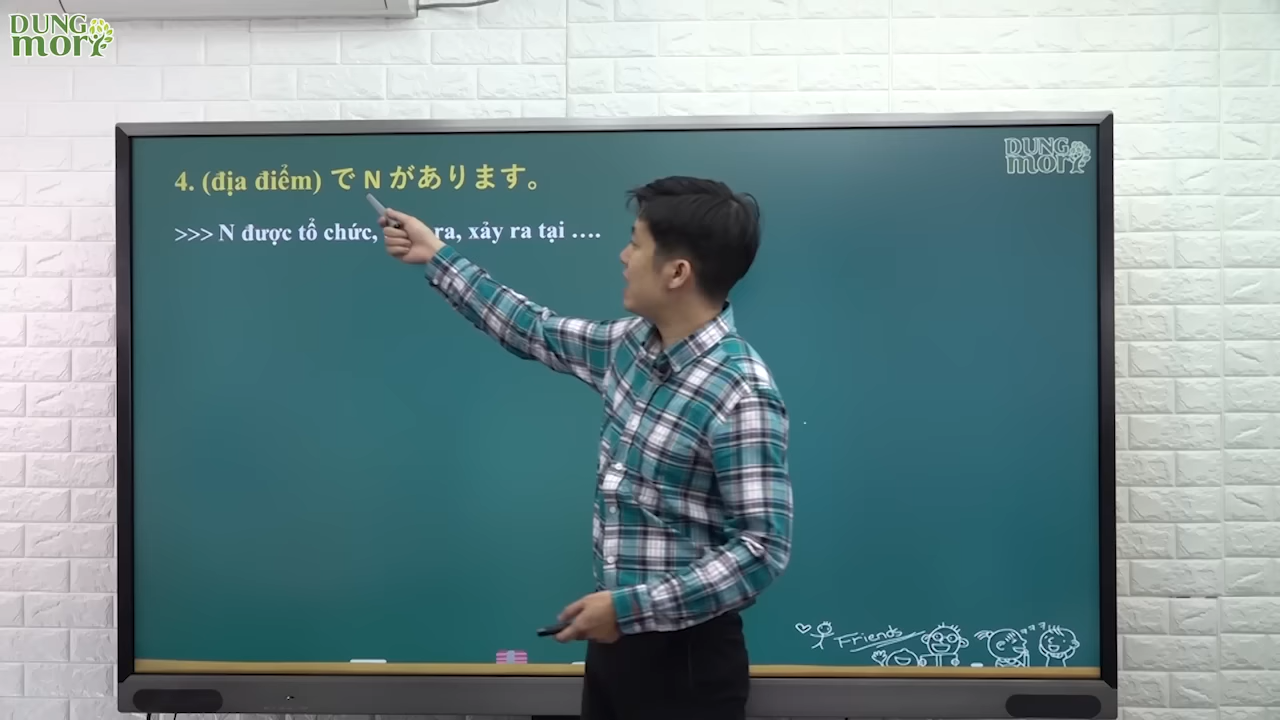 DUNG
mori
DUNG
mori
4. (địa điểm) で N があります。
>>> N được tổ chức, ra, xảy ra tại ….
Friends